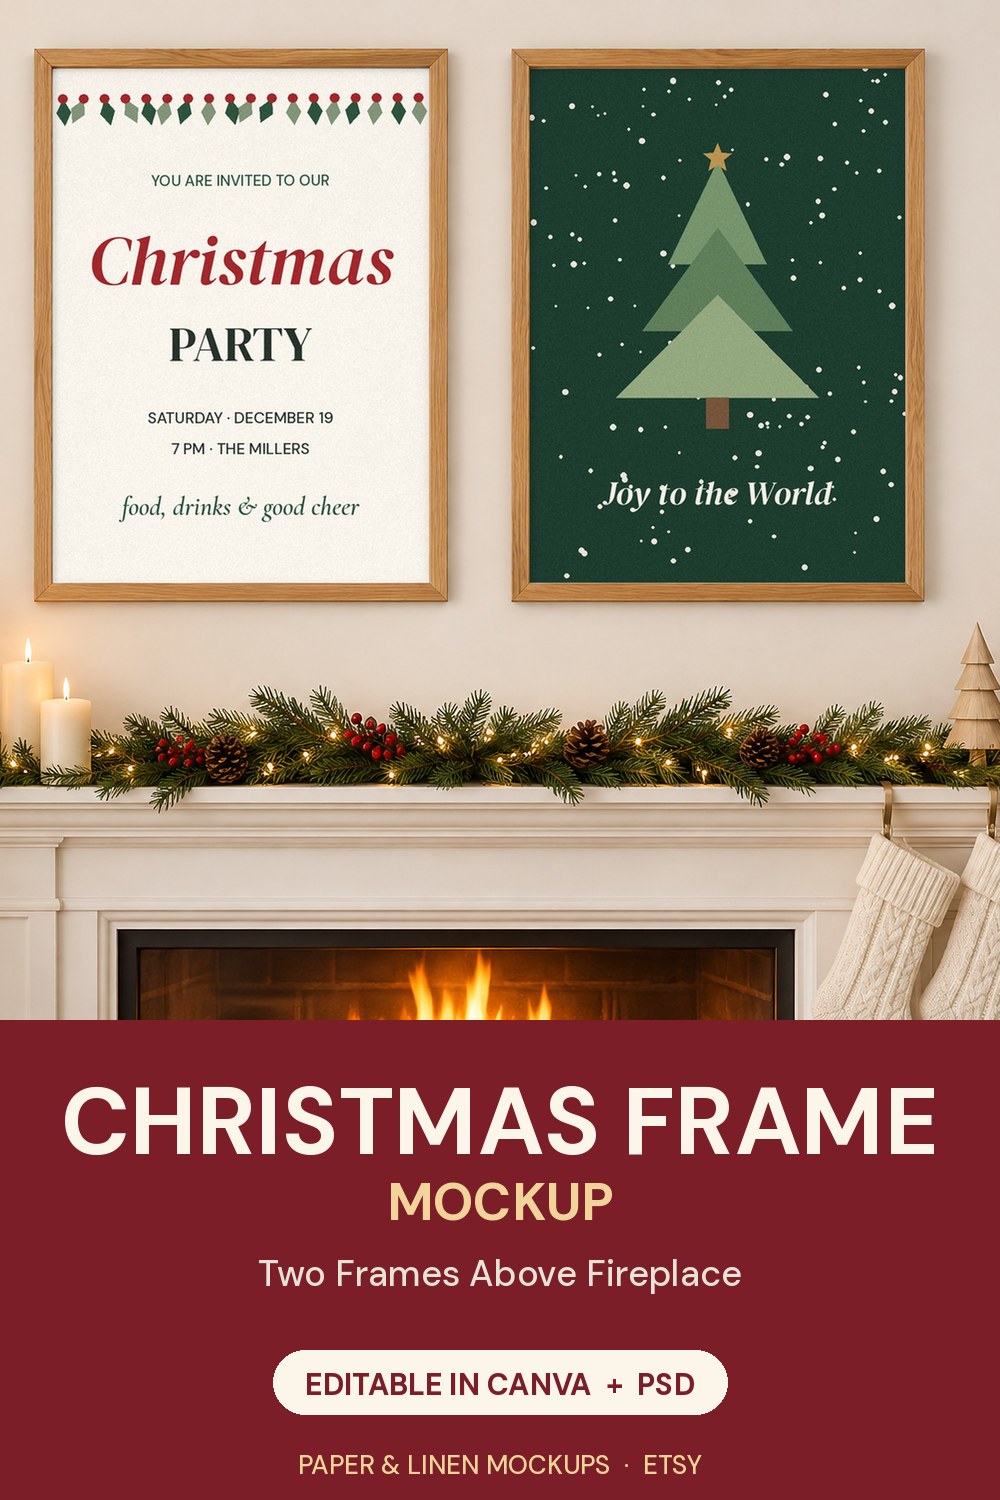 YOU ARE INVITED TO OUR
Christmas
PARTY
SATURDAY · DECEMBER 19
7 PM · THE MILLERS
food, drinks & good cheer
Joy to the World
CHRISTMAS FRAME
MOCKUP
Two Frames Above Fireplace
EDITABLE IN CANVA + PSD
PAPER & LINEN MOCKUPS · ETSY